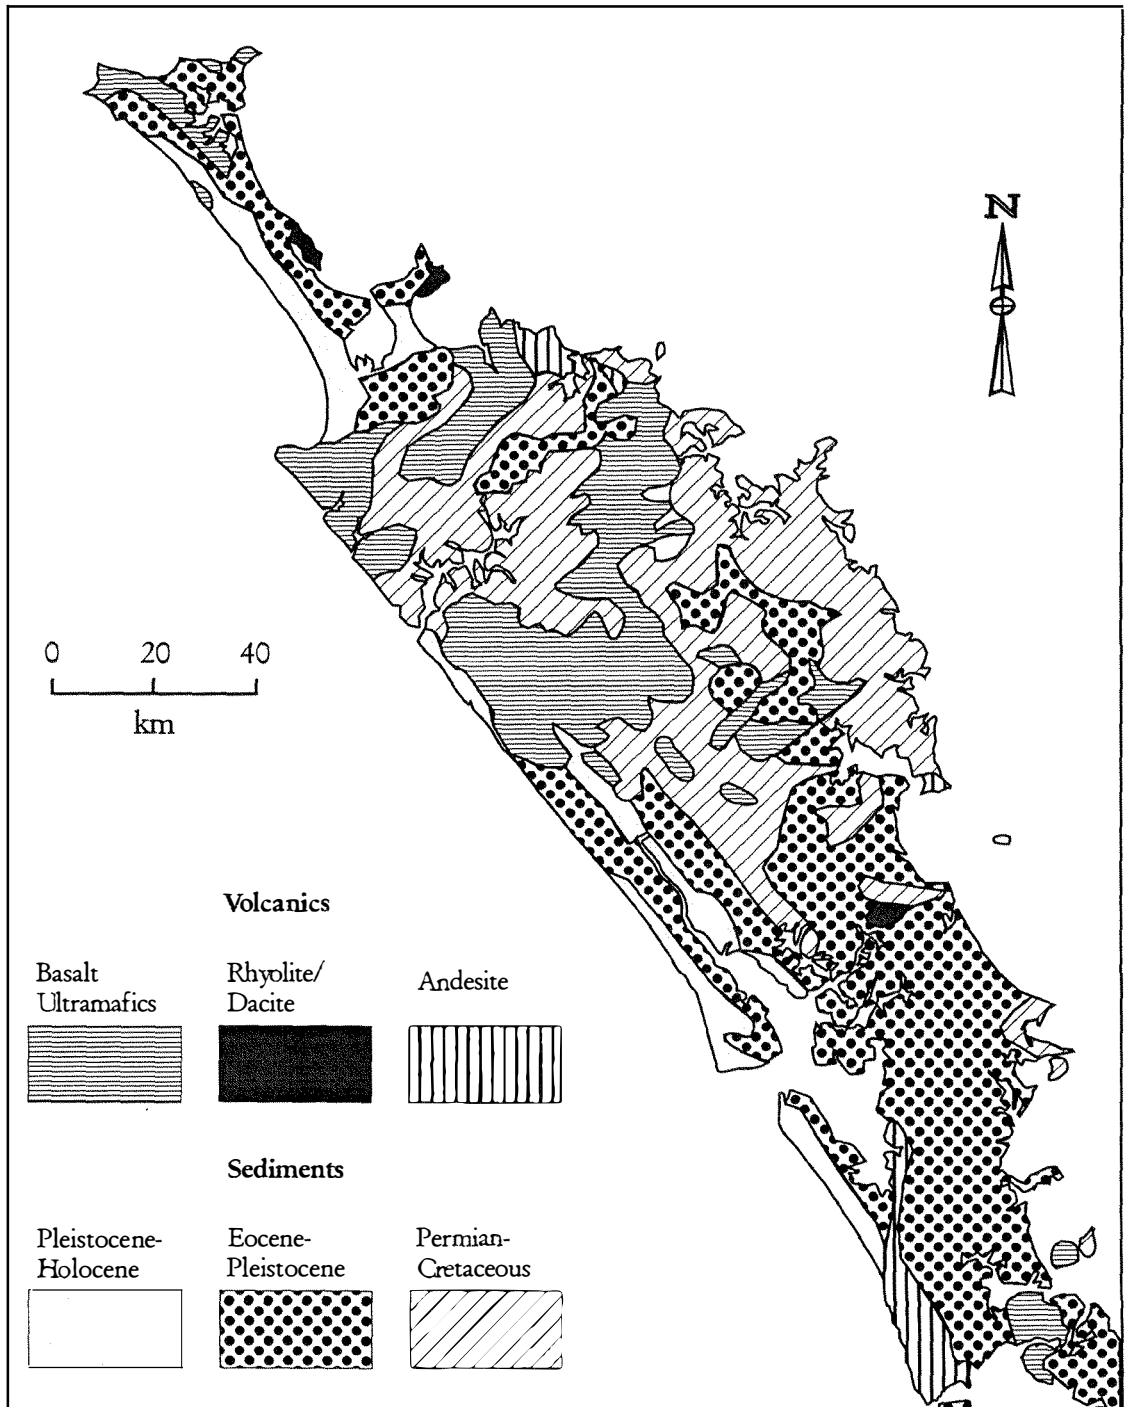 N
0 20 40
km
Volcanics
Basalt
Ultramafics
Rhyolite/
Dacite
Andesite
Sediments
Pleistocene-
Holocene
Eocene-
Pleistocene
Permian-
Cretaceous